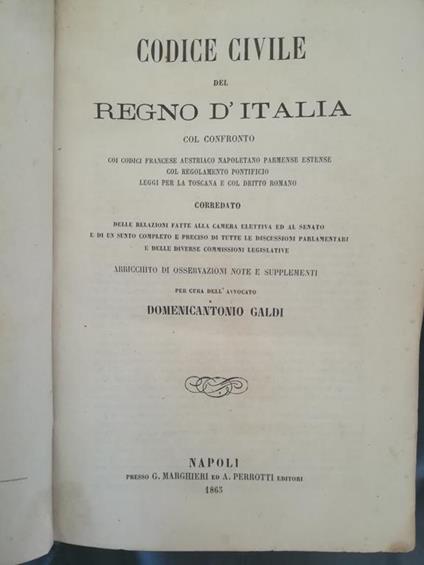 CODICE CIVILE
DEL
REGNO D'ITALIA
COL CONFRONTO
COI CODICI FRANCESE AUSTRIACO NAPOLETANO PARMENSE ESTENSE
COL REGOLAMENTO PONTIFICIO
LEGGI PER LA TOSCANA E COL DRITTO ROMANO
CORREDATO
DELLE RELAZIONI FATTE ALLA CAMERA ELETTIVA ED AL SENATO
E DI UN SUNTO COMPLETO E PRECISO DI TUTTE LE DISCUSSIONI PARLAMENTARI
E DELLE DIVERSE COMMISSIONI LEGISLATIVE
ARRICCHITO DI OSSERVAZIONI NOTE E SUPPLEMENTI
PER CURA DELL'AVVOCATO
DOMENICANTONIO GALDI
NAPOLI
PRESSO G. MARGHIERI ED A. PERROTTI EDITORI
1865